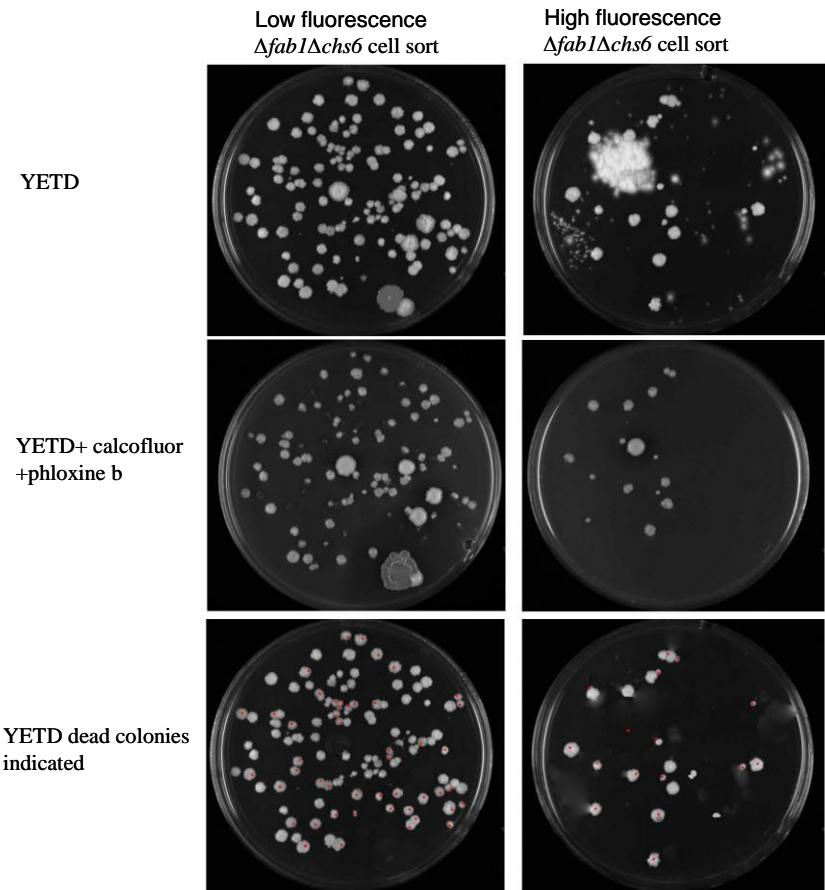 Low fluorescence
Δfab1Δchs6 cell sort
High fluorescence
Δfab1Δchs6 cell sort
YETD
YETD+ calcofluor
+phloxine b
YETD dead colonies
indicated